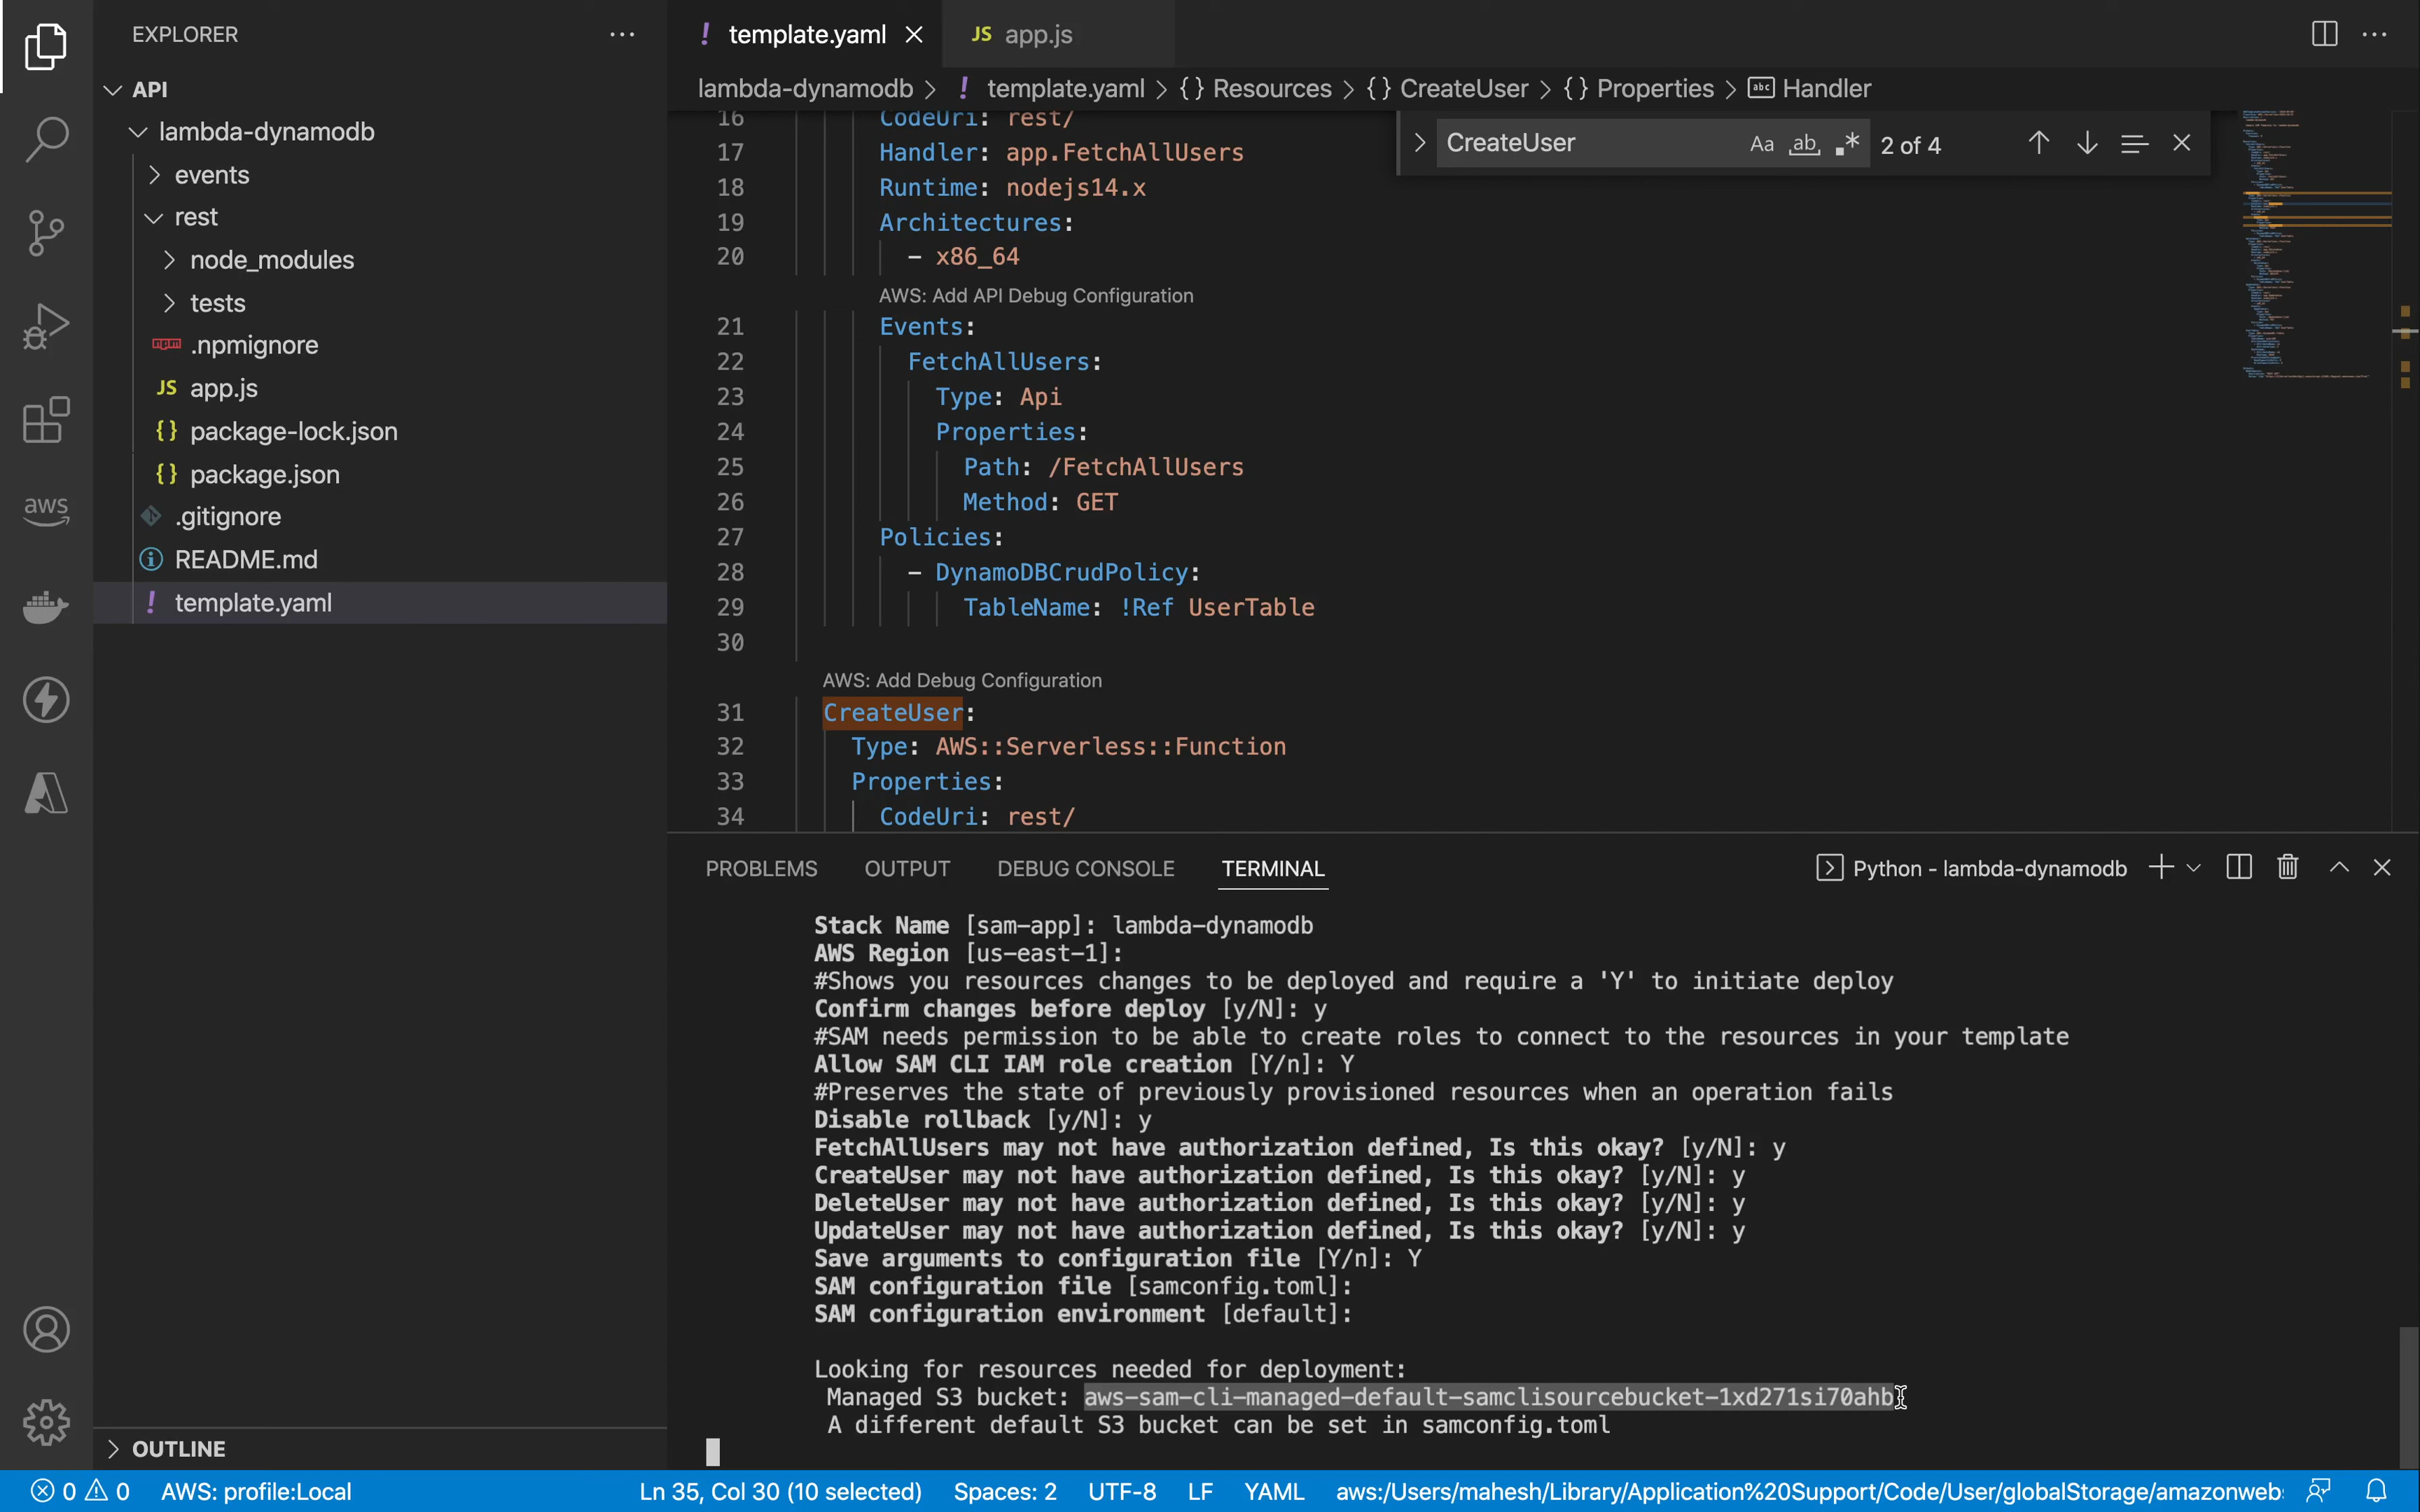 EXPLORER
API
lambda-dynamodb
events
rest
node_modules
tests
.npmignore
JS app.js
{} package-lock.json
{} package.json
.gitignore
README.md
! template.yaml
OUTLINE
aws
! template.yaml
JS app.js
lambda-dynamodb > ! template.yaml > {} Resources > {} CreateUser > {} Properties > abc Handler
CreateUser Aa ab .* 2 of 4
16 CodeUri: rest/
17 Handler: app.FetchAllUsers
18 Runtime: nodejs14.x
19 Architectures:
20 - x86_64
AWS: Add API Debug Configuration
21 Events:
22 FetchAllUsers:
23 Type: Api
24 Properties:
25 Path: /FetchAllUsers
26 Method: GET
27 Policies:
28 - DynamoDBCrudPolicy:
29 TableName: !Ref UserTable
30
AWS: Add Debug Configuration
31 CreateUser:
32 Type: AWS::Serverless::Function
33 Properties:
34 CodeUri: rest/
PROBLEMS OUTPUT DEBUG CONSOLE TERMINAL Python - lambda-dynamodb
Stack Name [sam-app]: lambda-dynamodb
AWS Region [us-east-1]:
#Shows you resources changes to be deployed and require a 'Y' to initiate deploy
Confirm changes before deploy [y/N]: y
#SAM needs permission to be able to create roles to connect to the resources in your template
Allow SAM CLI IAM role creation [Y/n]: Y
#Preserves the state of previously provisioned resources when an operation fails
Disable rollback [y/N]: y
FetchAllUsers may not have authorization defined, Is this okay? [y/N]: y
CreateUser may not have authorization defined, Is this okay? [y/N]: y
DeleteUser may not have authorization defined, Is this okay? [y/N]: y
UpdateUser may not have authorization defined, Is this okay? [y/N]: y
Save arguments to configuration file [Y/n]: Y
SAM configuration file [samconfig.toml]:
SAM configuration environment [default]:
Looking for resources needed for deployment:
Managed S3 bucket: aws-sam-cli-managed-default-samclisourcebucket-1xd271si70ahb
A different default S3 bucket can be set in samconfig.toml
0 0 AWS: profile:Local Ln 35, Col 30 (10 selected) Spaces: 2 UTF-8 LF YAML aws:/Users/mahesh/Library/Application%20Support/Code/User/globalStorage/amazonwebs